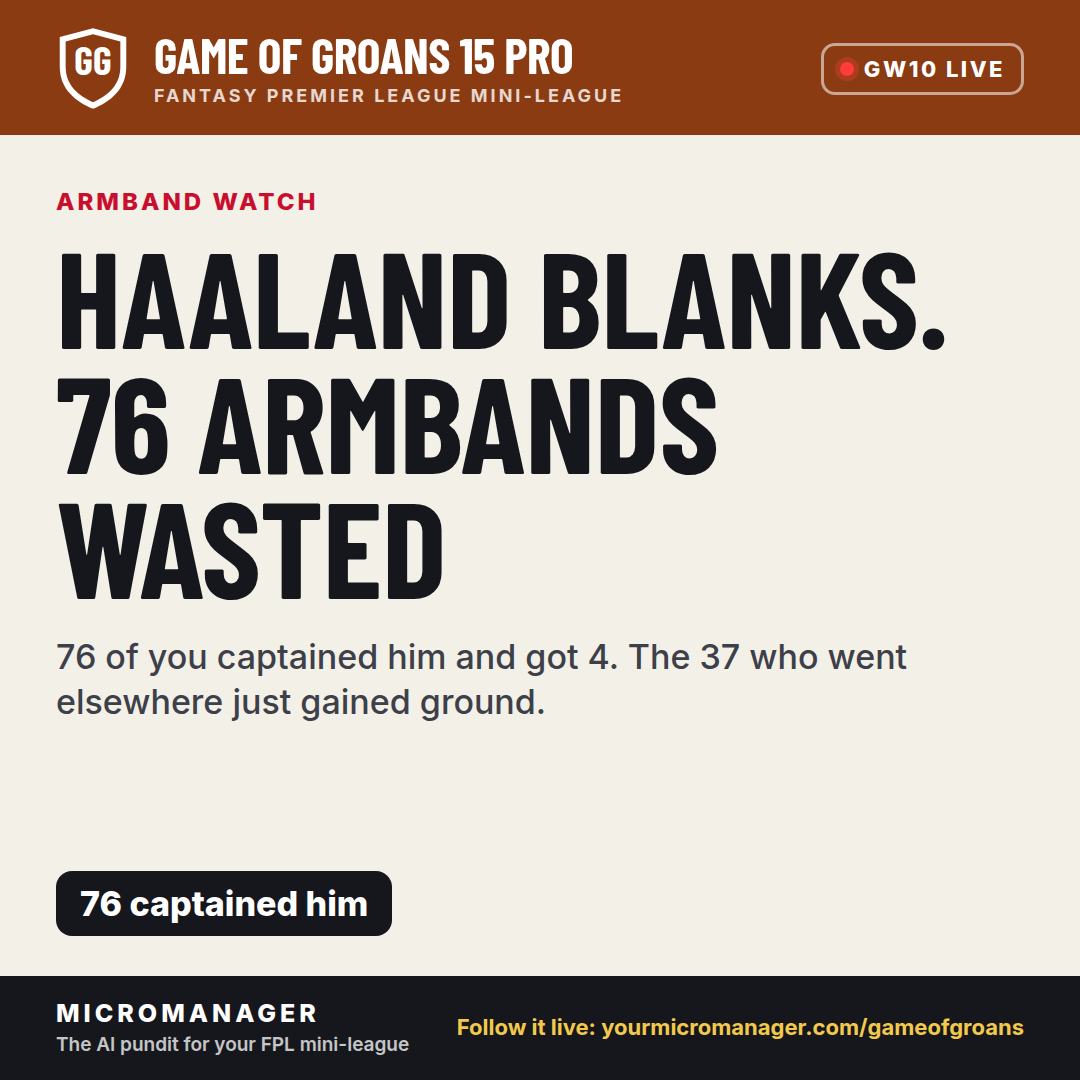 GG
GAME OF GROANS 15 PRO
FANTASY PREMIER LEAGUE MINI-LEAGUE
GW10 LIVE
ARMBAND WATCH
HAALAND BLANKS.
76 ARMBANDS
WASTED
76 of you captained him and got 4. The 37 who went
elsewhere just gained ground.
76 captained him
MICROMANAGER
The AI pundit for your FPL mini-league
Follow it live: yourmicromanager.com/gameofgroans